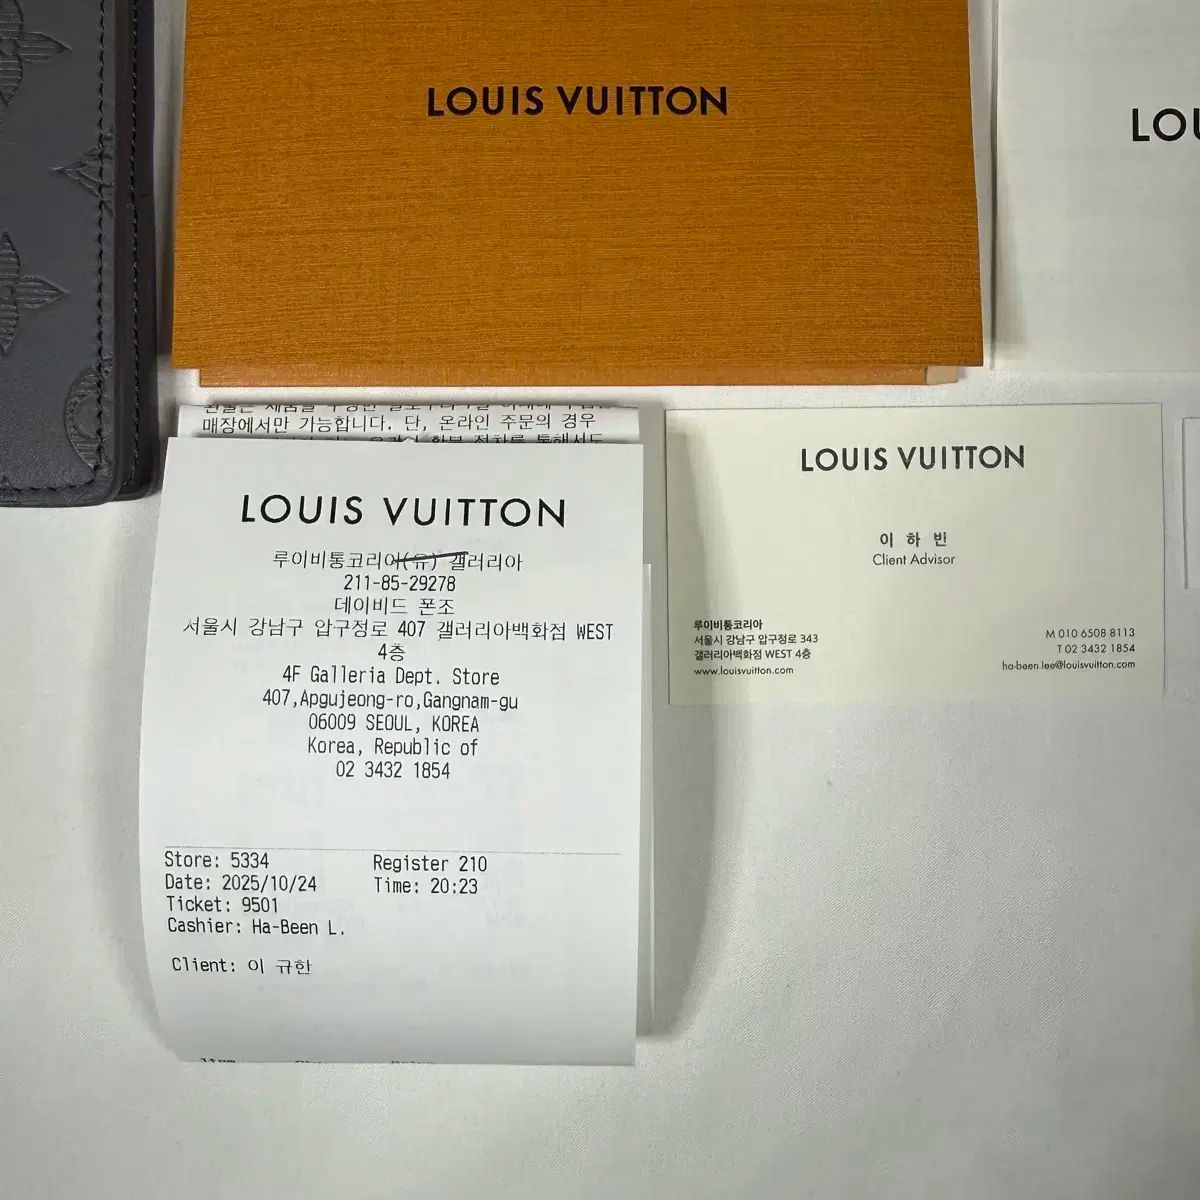 LOUIS VUITTON
LOU
매장에서만 가능합니다. 단, 온라인 주문의 경우
LOUIS VUITTON
루이비통코리아(유) 갤러리아
211-85-29278
데이비드 폰조
서울시 강남구 압구정로 407 갤러리아백화점 WEST
4층
4F Galleria Dept. Store
407,Apgujeong-ro,Gangnam-gu
06009 SEOUL, KOREA
Korea, Republic of
02 3432 1854
Store: 5334 Register 210
Date: 2025/10/24 Time: 20:23
Ticket: 9501
Cashier: Ha-Been L.
Client: 이 규한
LOUIS VUITTON
이 하 빈
Client Advisor
루이비통코리아
서울시 강남구 압구정로 343
갤러리아백화점 WEST 4층
www.louisvuitton.com
M 010 6508 8113
T 02 3432 1854
ha-been.lee@louisvuitton.com